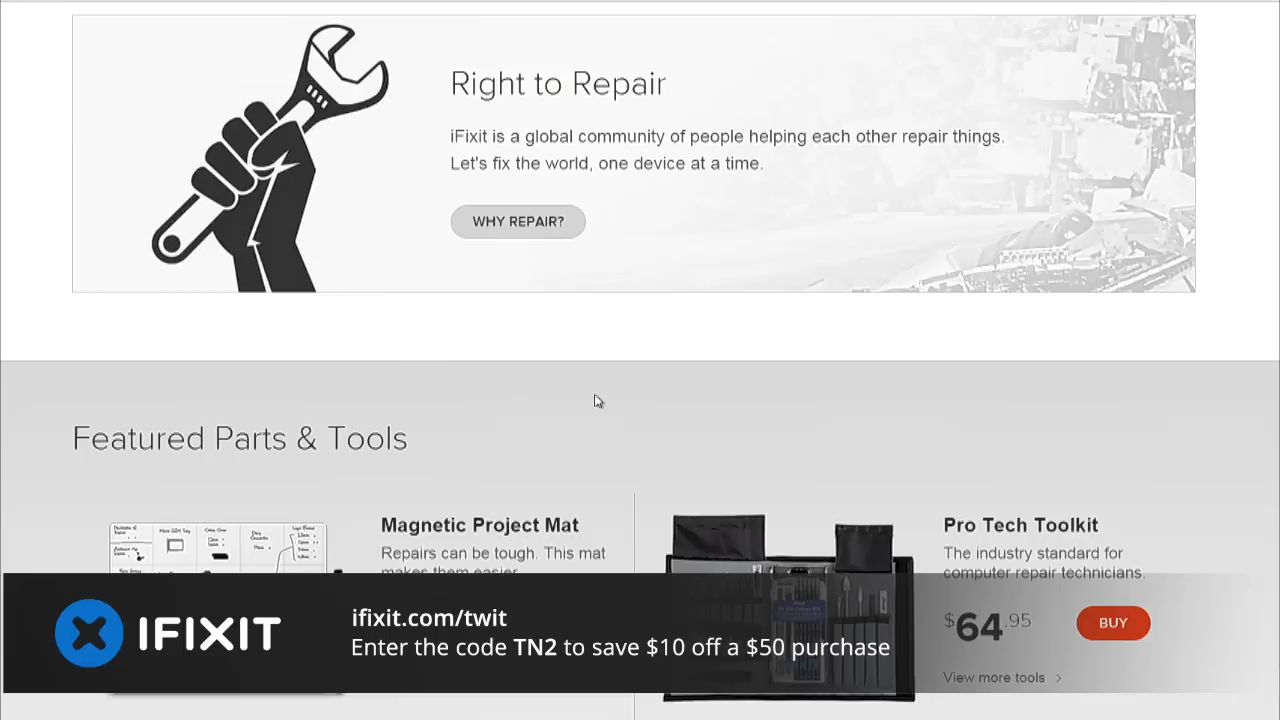 Right to Repair
iFixit is a global community of people helping each other repair things.
Let's fix the world, one device at a time.
WHY REPAIR?
Featured Parts & Tools
Magnetic Project Mat
Repairs can be tough. This mat
makes them easier.
Pro Tech Toolkit
The industry standard for
computer repair technicians.
$64.95
BUY
View more tools >
IFIXIT
ifixit.com/twit
Enter the code TN2 to save $10 off a $50 purchase